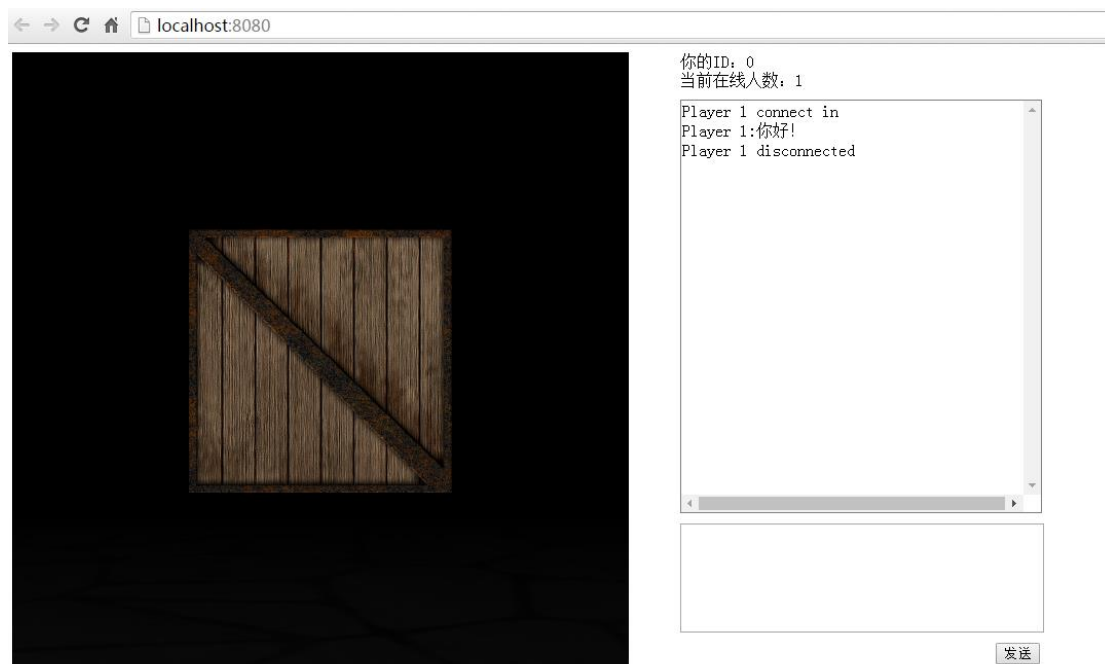 localhost:8080
你的ID：0
当前在线人数：1
Player 1 connect in
Player 1:你好!
Player 1 disconnected
发送